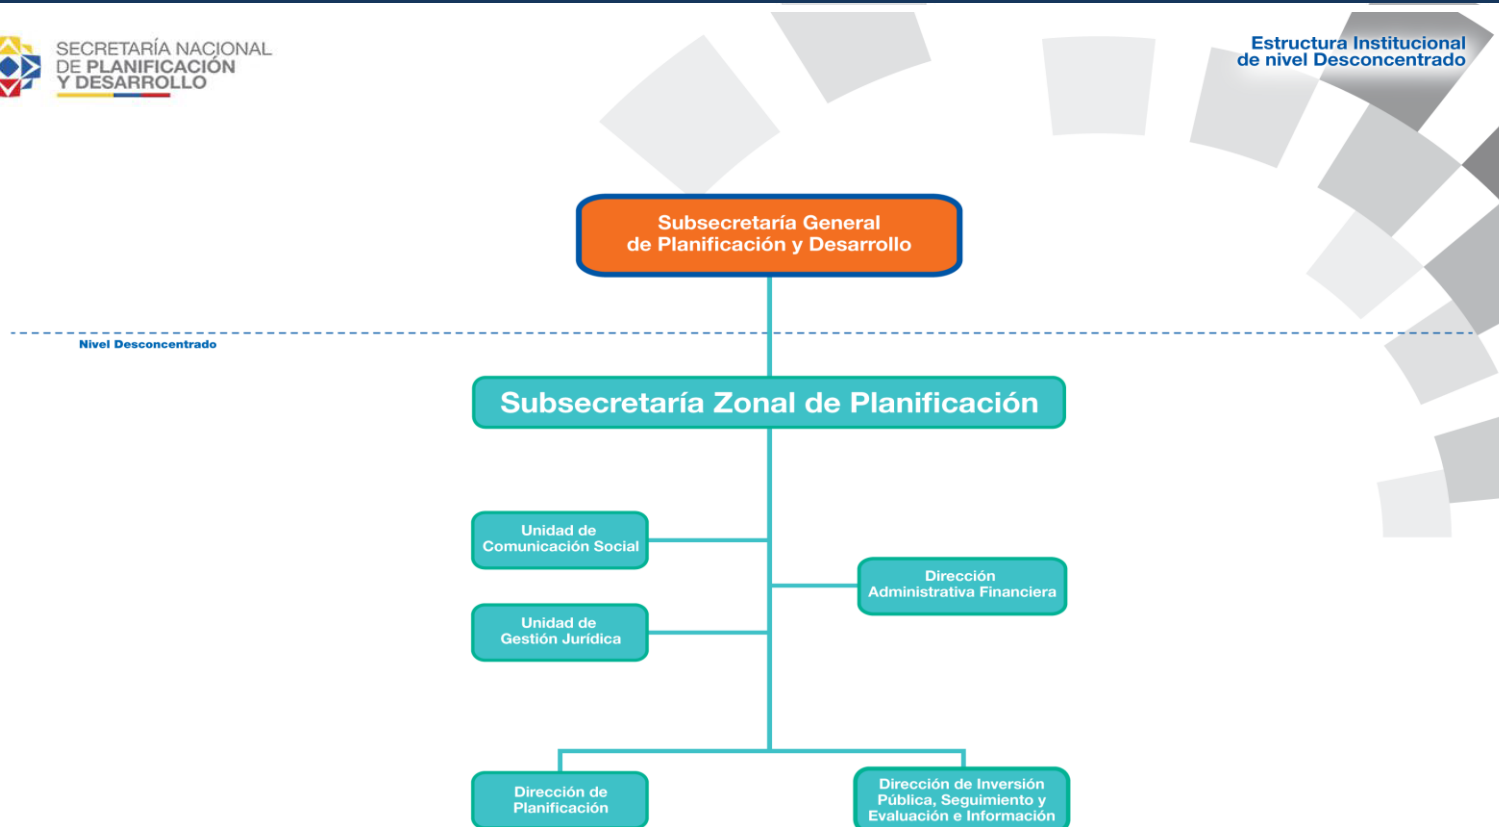 SECRETARÍA NACIONAL
DE PLANIFICACIÓN
Y DESARROLLO
Estructura Institucional
de nivel Desconcentrado
Subsecretaría General
de Planificación y Desarrollo
Nivel Desconcentrado
Subsecretaría Zonal de Planificación
Unidad de
Comunicación Social
Dirección
Administrativa Financiera
Unidad de
Gestión Jurídica
Dirección de
Planificación
Dirección de Inversión
Pública, Seguimiento y
Evaluación e Información